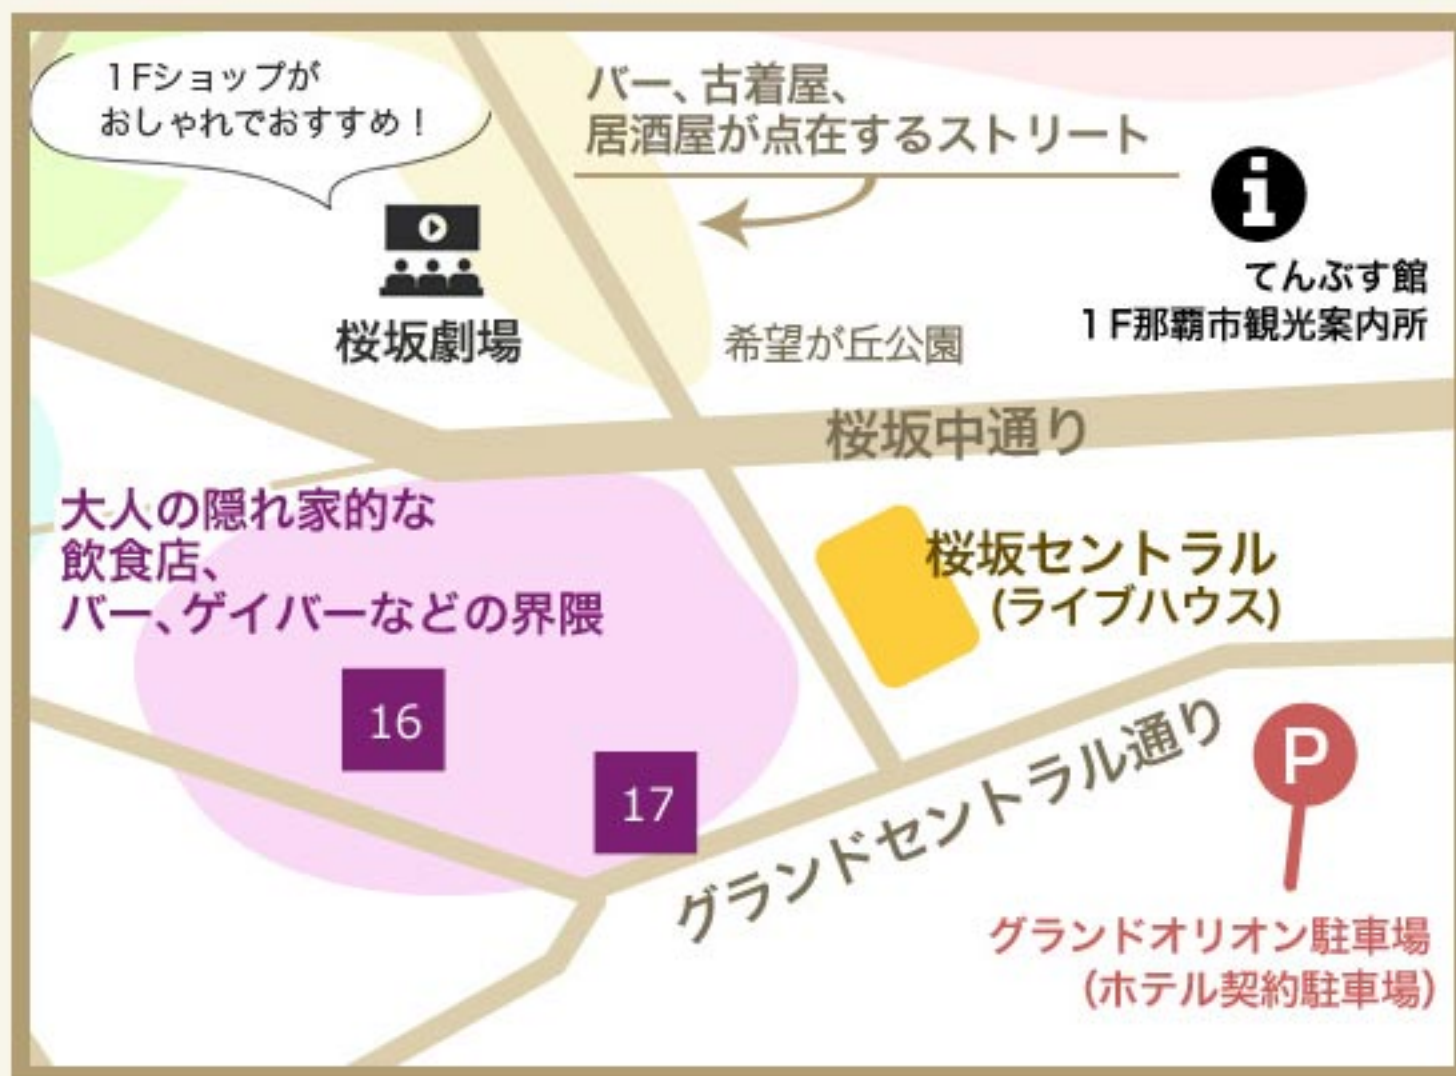 1Fショップが
おしゃれでおすすめ！
バー、古着屋、
居酒屋が点在するストリート
てんぶす館
1F那覇市観光案内所
桜坂劇場
希望が丘公園
桜坂中通り
大人の隠れ家的な
飲食店、
バー、ゲイバーなどの界隈
桜坂セントラル
(ライブハウス)
16
17
グランドセントラル通り
P
グランドオリオン駐車場
(ホテル契約駐車場)